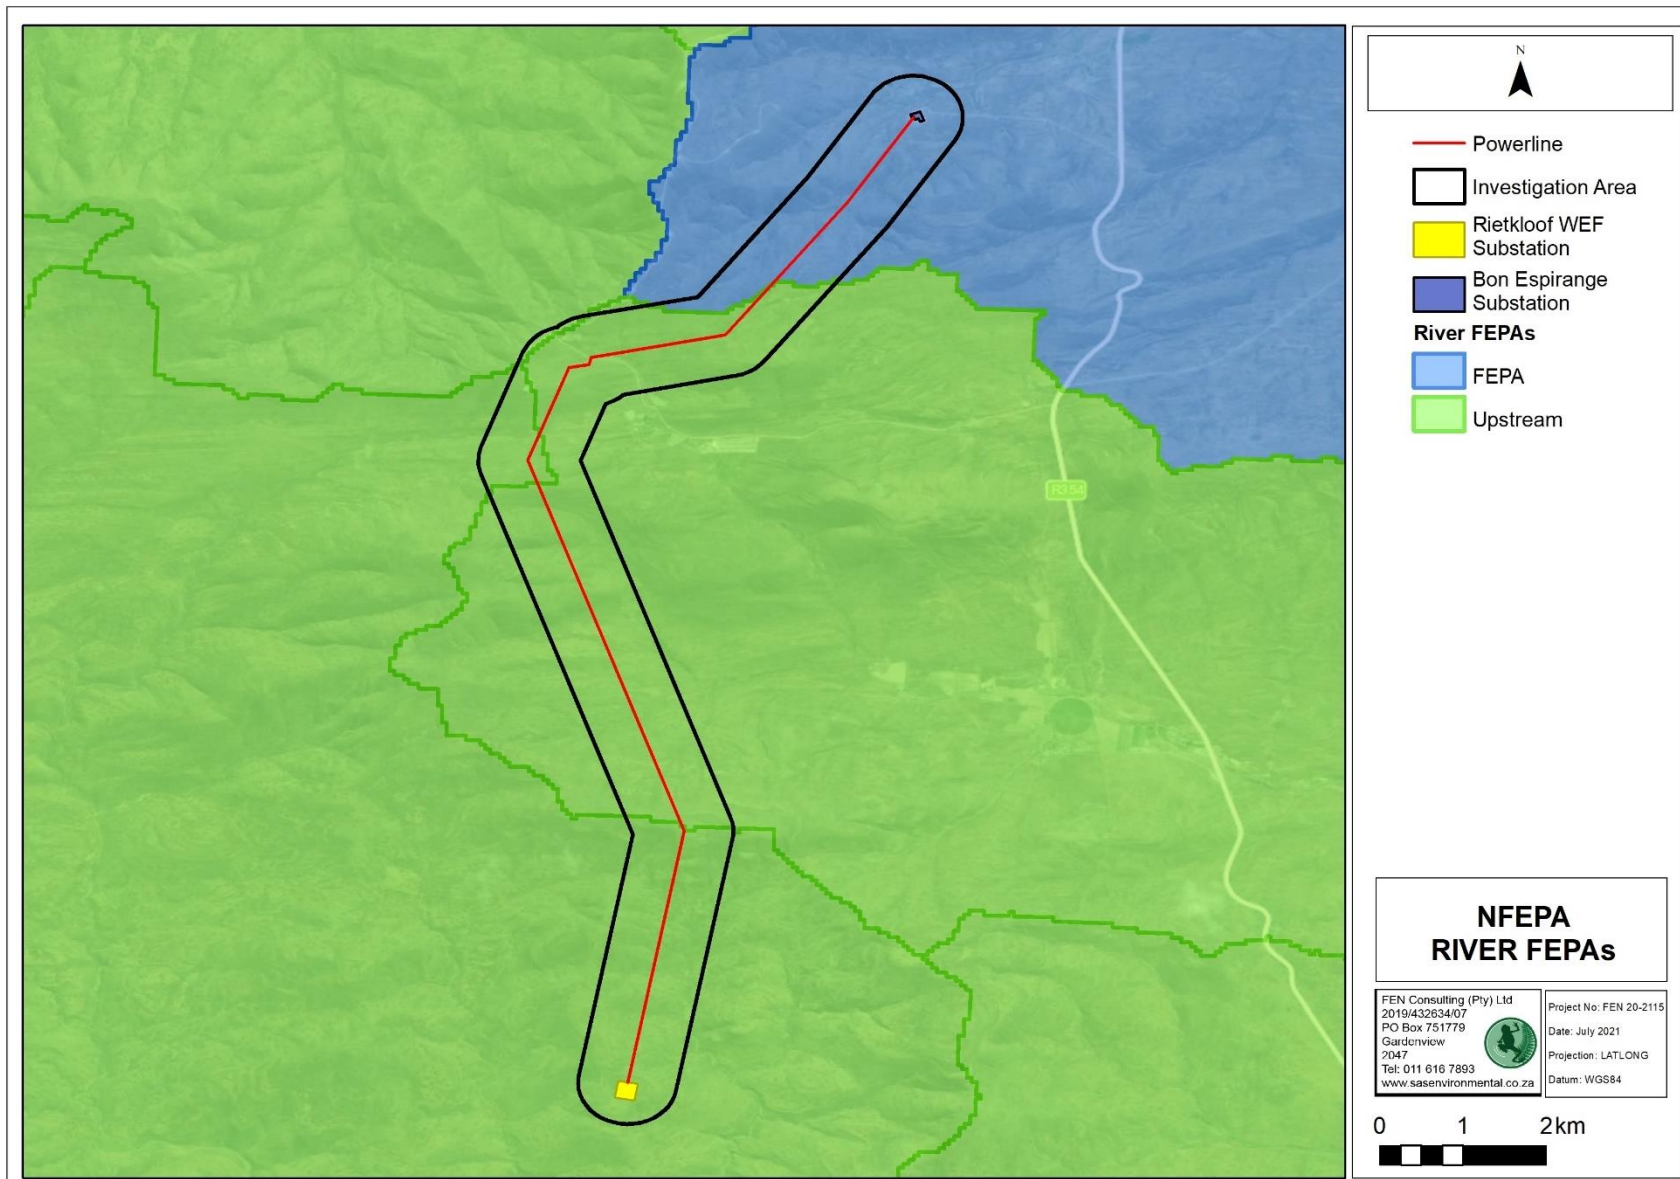 N
Powerline
Investigation Area
Rietkloof WEF
Substation
Bon Espirange
Substation
River FEPAs
FEPA
Upstream
R354
NFEPA
RIVER FEPAs
FEN Consulting (Pty) Ltd
2019/432634/07
PO Box 751779
Gardenview
2047
Tel: 011 616 7893
www.sasenvironmental.co.za
Project No: FEN 20-2115
Date: July 2021
Projection: LATLONG
Datum: WGS84
0 1 2km